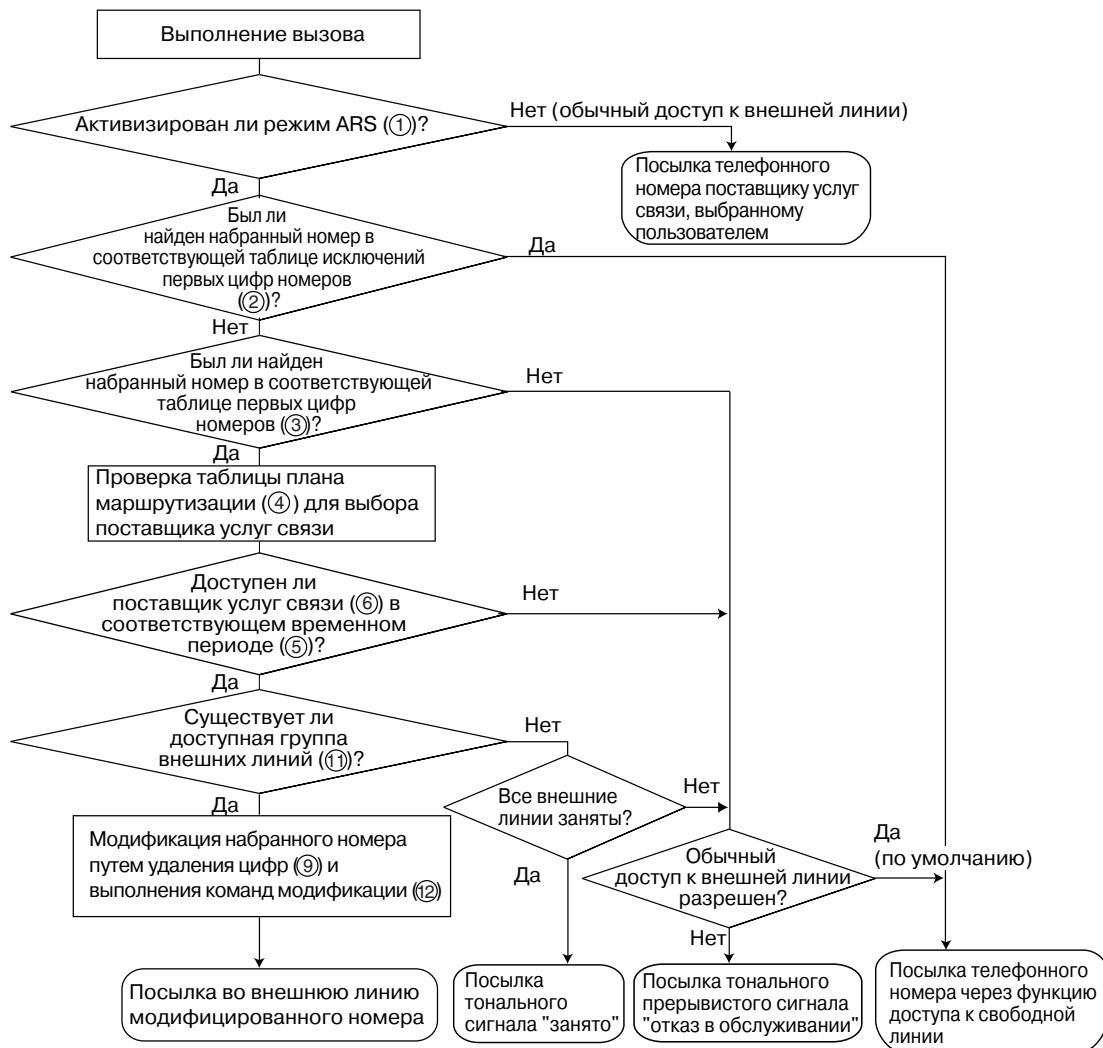 Выполнение вызова
Активизирован ли режим ARS (①)?
Нет (обычный доступ к внешней линии)
Посылка телефонного
номера поставщику услуг
связи, выбранному
пользователем
Да
Был ли
найден набранный номер в
соответствующей таблице исключений
первых цифр номеров
(②)?
Да
Нет
Был ли найден
набранный номер в соответствующей
таблице первых цифр
номеров (③)?
Нет
Да
Проверка таблицы плана
маршрутизации (④) для выбора
поставщика услуг связи
Доступен ли
поставщик услуг связи (⑥) в
соответствующем временном
периоде (⑤)?
Нет
Да
Существует ли
доступная группа
внешних линий (⑪)?
Нет
Да
Все внешние
линии заняты?
Нет
Да
Модификация набранного номера
путем удаления цифр (⑨) и
выполнения команд модификации (⑫)
Обычный
доступ к внешней линии
разрешен?
Да
(по умолчанию)
Нет
Посылка во внешнюю линию
модифицированного номера
Посылка
тонального
сигнала "занято"
Посылка тонального
прерывистого сигнала
"отказ в обслуживании"
Посылка телефонного
номера через функцию
доступа к свободной
линии